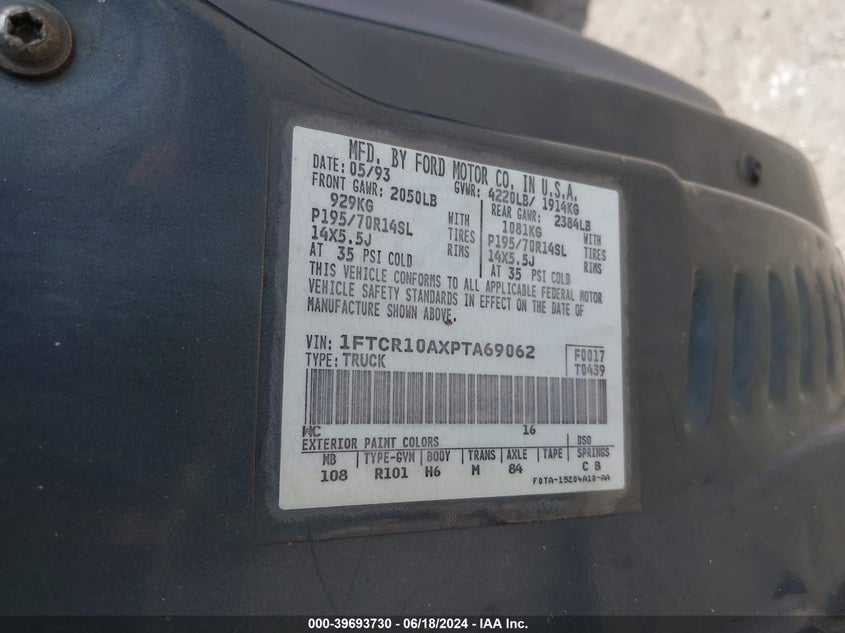 MFD. BY FORD MOTOR CO. IN U.S.A.
DATE: 05/93 GVWR: 4220LB/ 1914KG
FRONT GAWR: 2050LB REAR GAWR: 2384LB
929KG WITH 1081KG WITH
P195/70R14SL TIRES P195/70R14SL TIRES
14X5.5J RIMS 14X5.5J RIMS
AT 35 PSI COLD AT 35 PSI COLD
THIS VEHICLE CONFORMS TO ALL APPLICABLE FEDERAL MOTOR
VEHICLE SAFETY STANDARDS IN EFFECT ON THE DATE OF
MANUFACTURE SHOWN ABOVE.
VIN: 1FTCR10AXPTA69062 F0017
TYPE: TRUCK T0439
WC 16
EXTERIOR PAINT COLORS DSO
MB TYPE-GVM BODY TRANS AXLE TAPE SPRINGS
108 R101 H6 M 84 C B
F0TA-15204A10-AA
000-39693730 - 06/18/2024 - IAA Inc.